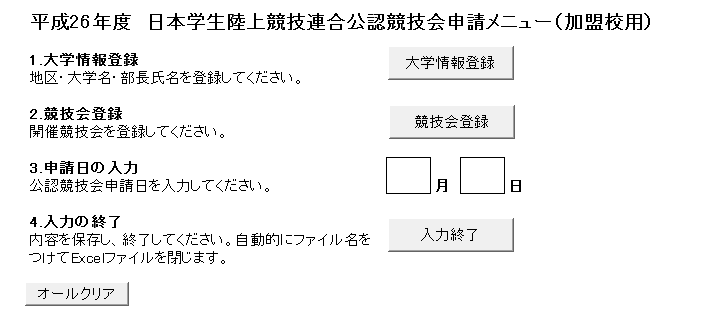 平成26年度 日本学生陸上競技連合公認競技会申請メニュー(加盟校用)
1.大学情報登録
地区・大学名・部長氏名を登録してください。
大学情報登録
2.競技会登録
開催競技会を登録してください。
競技会登録
3.申請日の入力
公認競技会申請日を入力してください。
月 日
4.入力の終了
内容を保存し、終了してください。自動的にファイル名を
つけてExcelファイルを閉じます。
入力終了
オールクリア